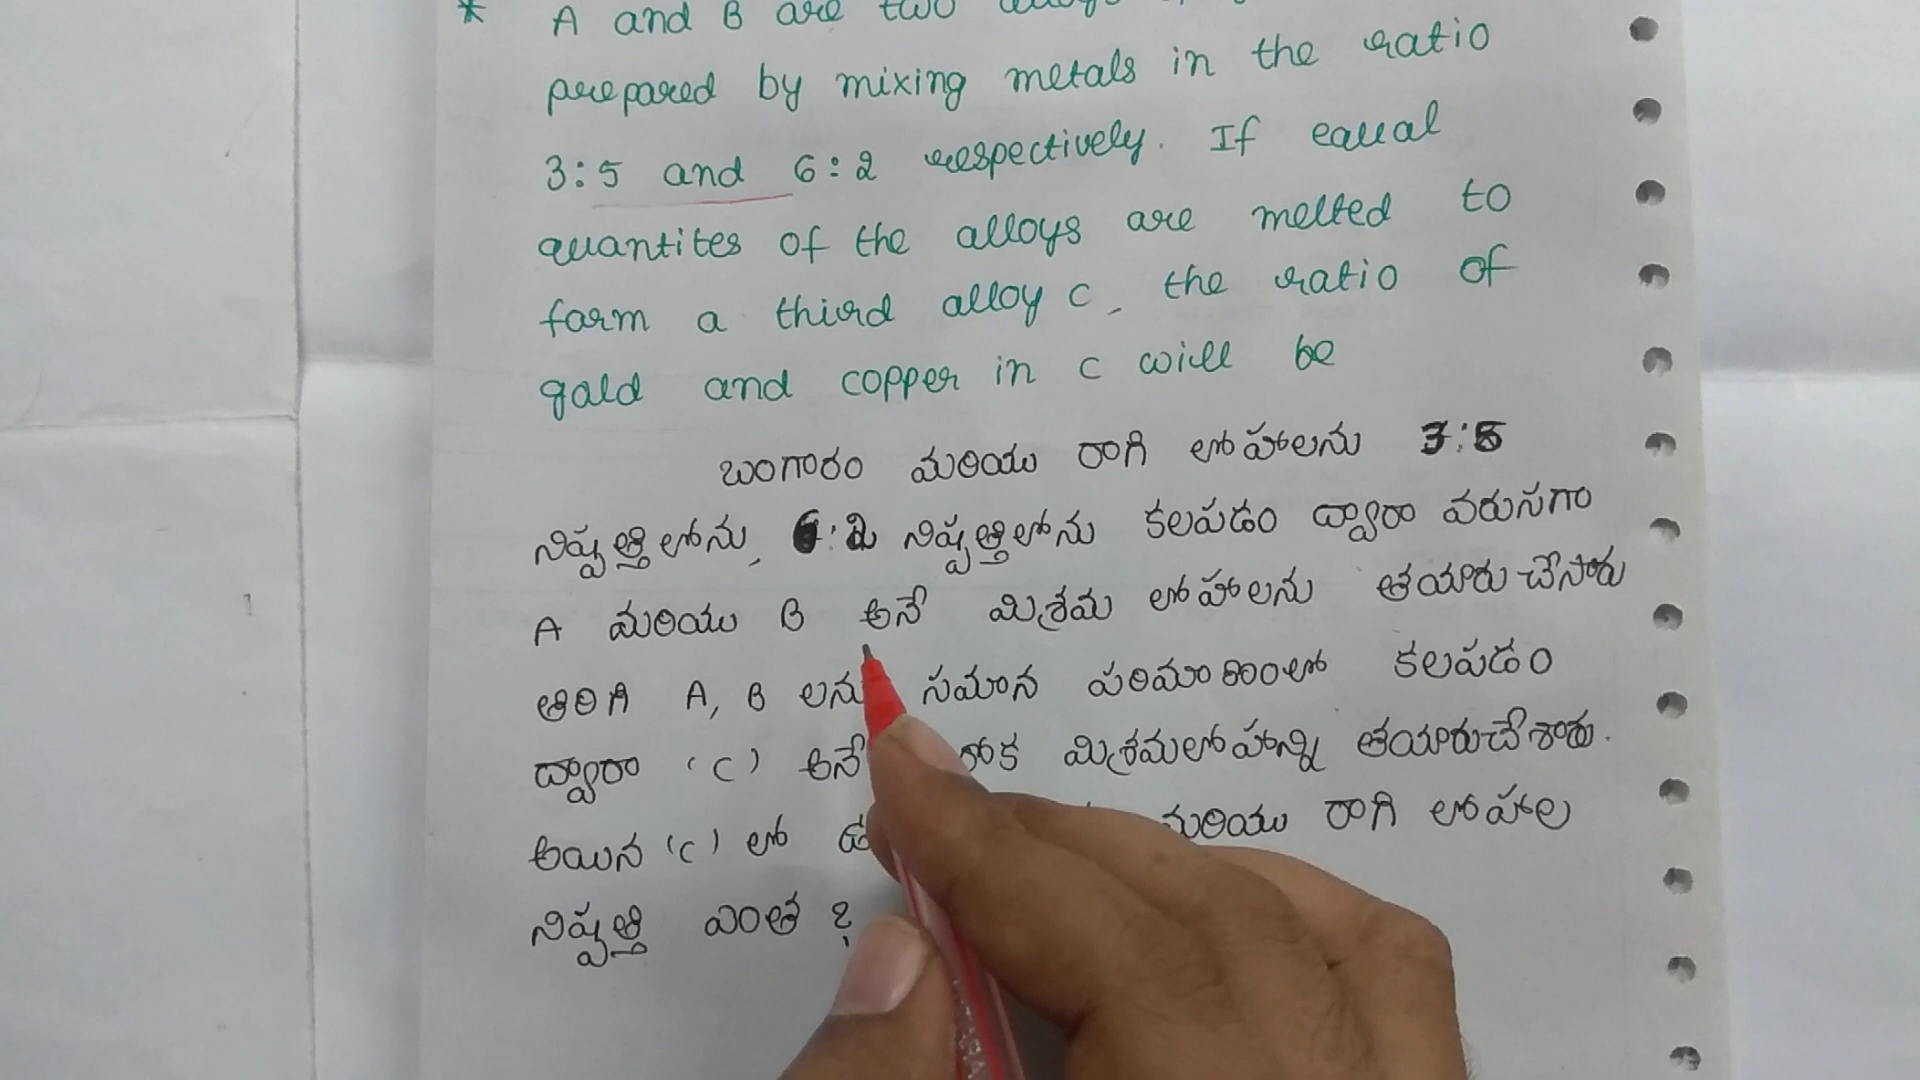 * A and B are two
prepared by mixing metals in the ratio
3:5 and 6:2 respectively. If equal
quantites of the alloys are melted to
form a third alloy c, the ratio of
gold and copper in c will be
బంగారం మరియు రాగి లోహాలను 3:5
నిష్పత్తిలోను, 6:2 నిష్పత్తిలోను కలపడం ద్వారా వరుసగా
A మరియు B అనే మిశ్రమ లోహాలను తయారు చేసారు
తిరిగి A, B లను సమాన పరిమాణంలో కలపడం
ద్వారా 'C' అనే మిశ్రమలోహాన్ని తయారుచేశారు.
అయిన 'C' లో మరియు రాగి లోహాల
నిష్పత్తి ఎంత ?